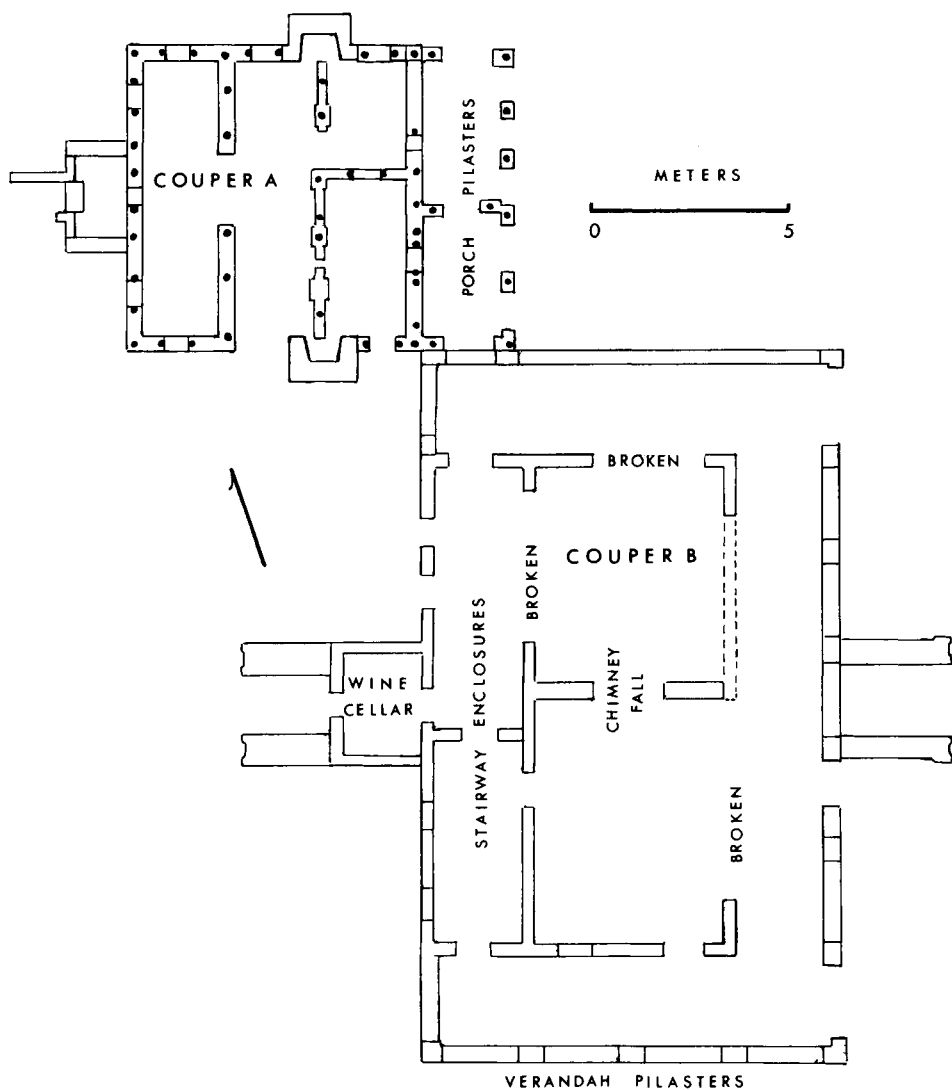 COUPER A
PORCH PILASTERS
METERS
0 5
BROKEN
COUPER B
BROKEN
STAIRWAY ENCLOSURES
WINE
CELLAR
CHIMNEY
FALL
BROKEN
VERANDAH PILASTERS